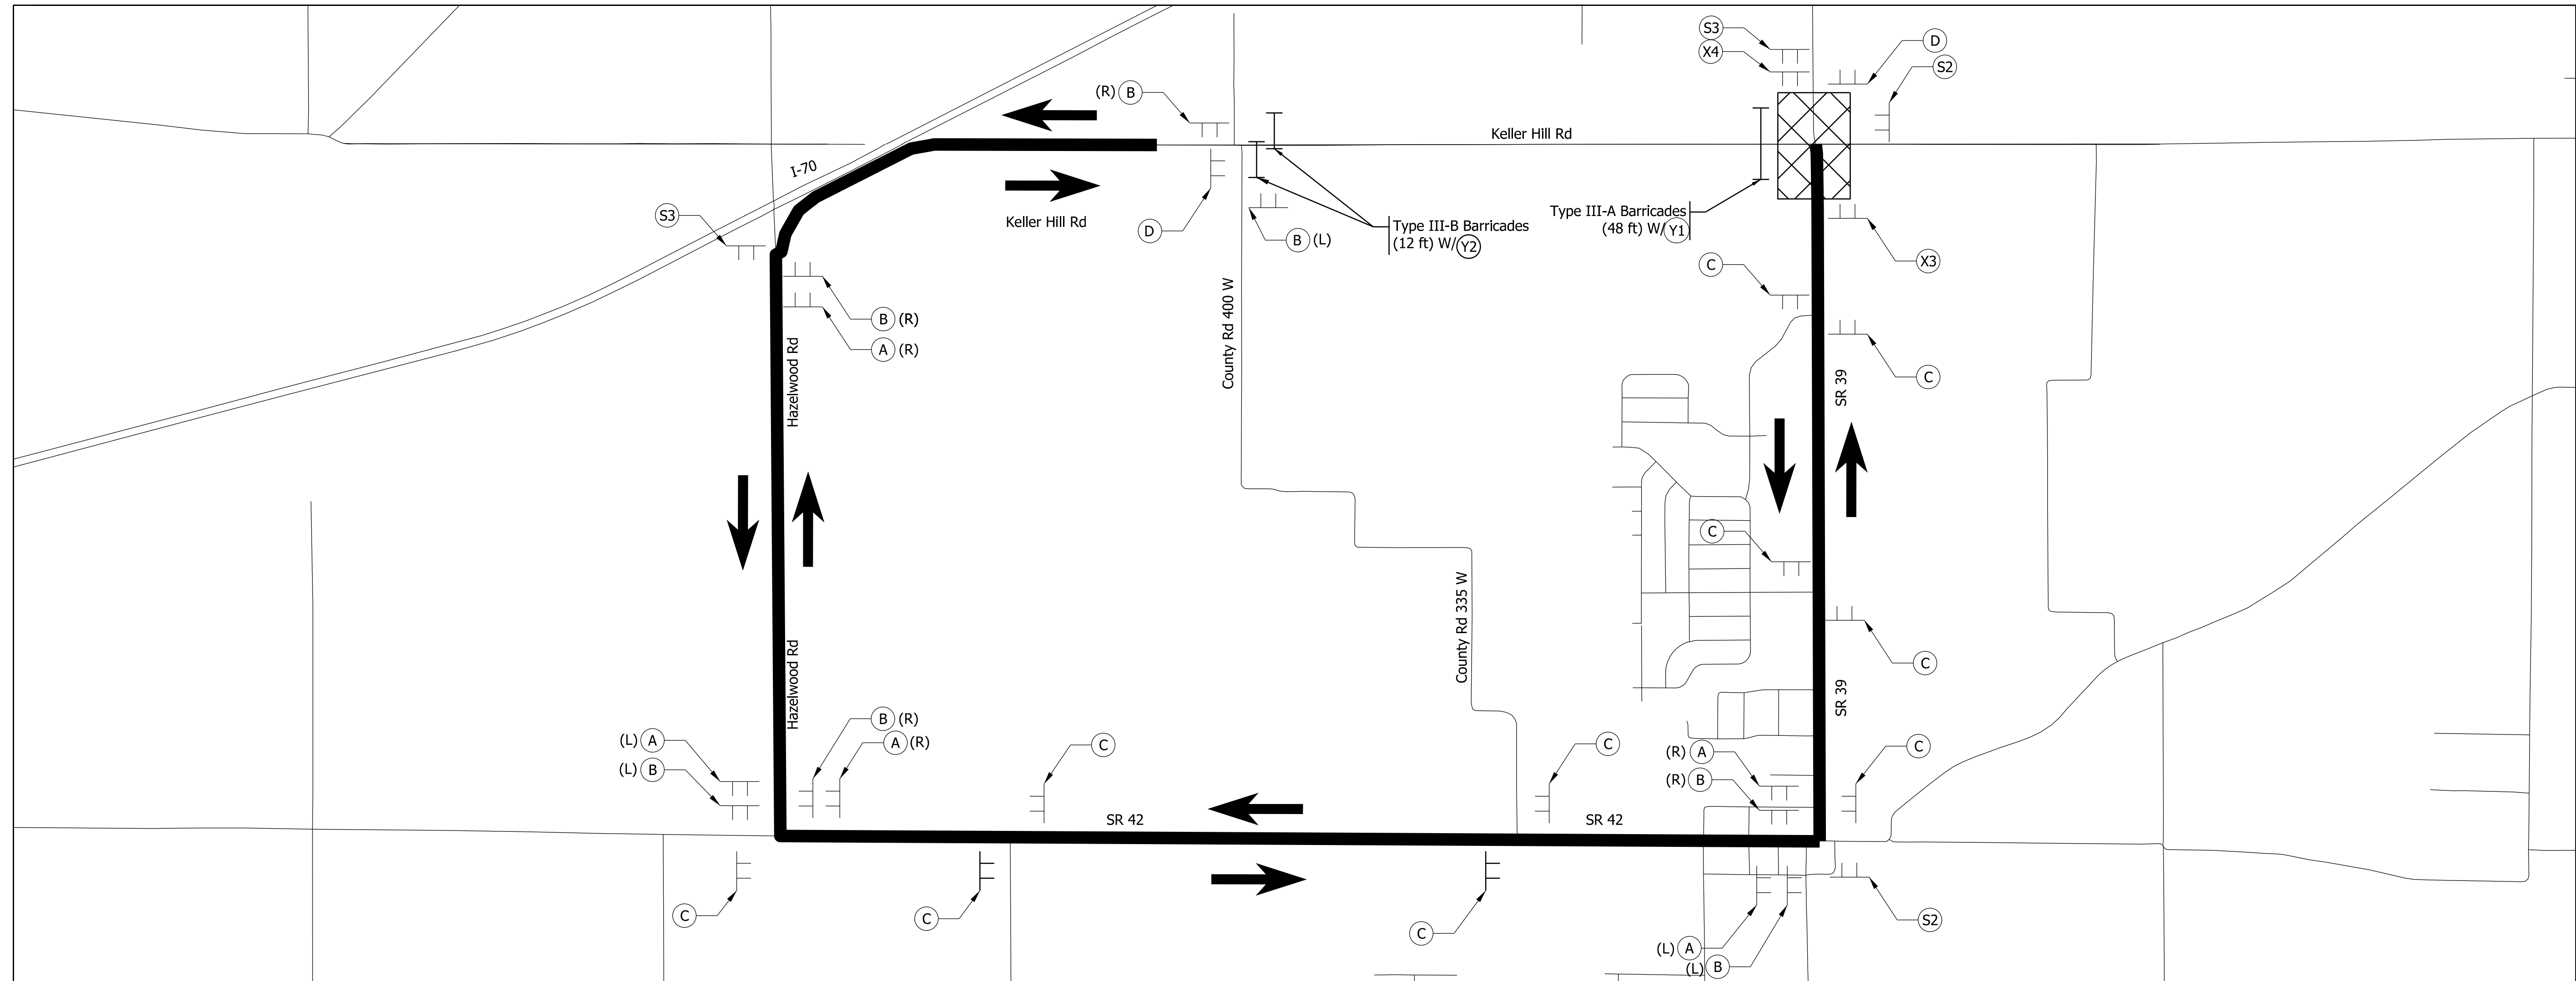 S3
X4
D
S2
(R) B
Keller Hill Rd
I-70
S3
Keller Hill Rd
D
B (L)
Type III-B Barricades
(12 ft) W/ Y2
Type III-A Barricades
(48 ft) W/ Y1
X3
C
B (R)
A (R)
Hazelwood Rd
County Rd 400 W
SR 39
C
C
County Rd 335 W
C
Hazelwood Rd
SR 39
(L) A
(L) B
B (R)
A (R)
C
C
(R) A
(R) B
C
SR 42
SR 42
C
C
C
S2
(L) A
(L) B